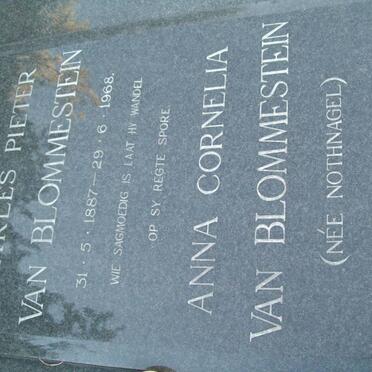 PIETER
VAN BLOMMESTEIN
31 · 5 · 1887—29 · 6 · 1968.
WIE SAGMOEDIG IS LAAT HY WANDEL
OP SY REGTE SPORE.
ANNA CORNELIA
VAN BLOMMESTEIN
(NÉE NOTHNAGEL)